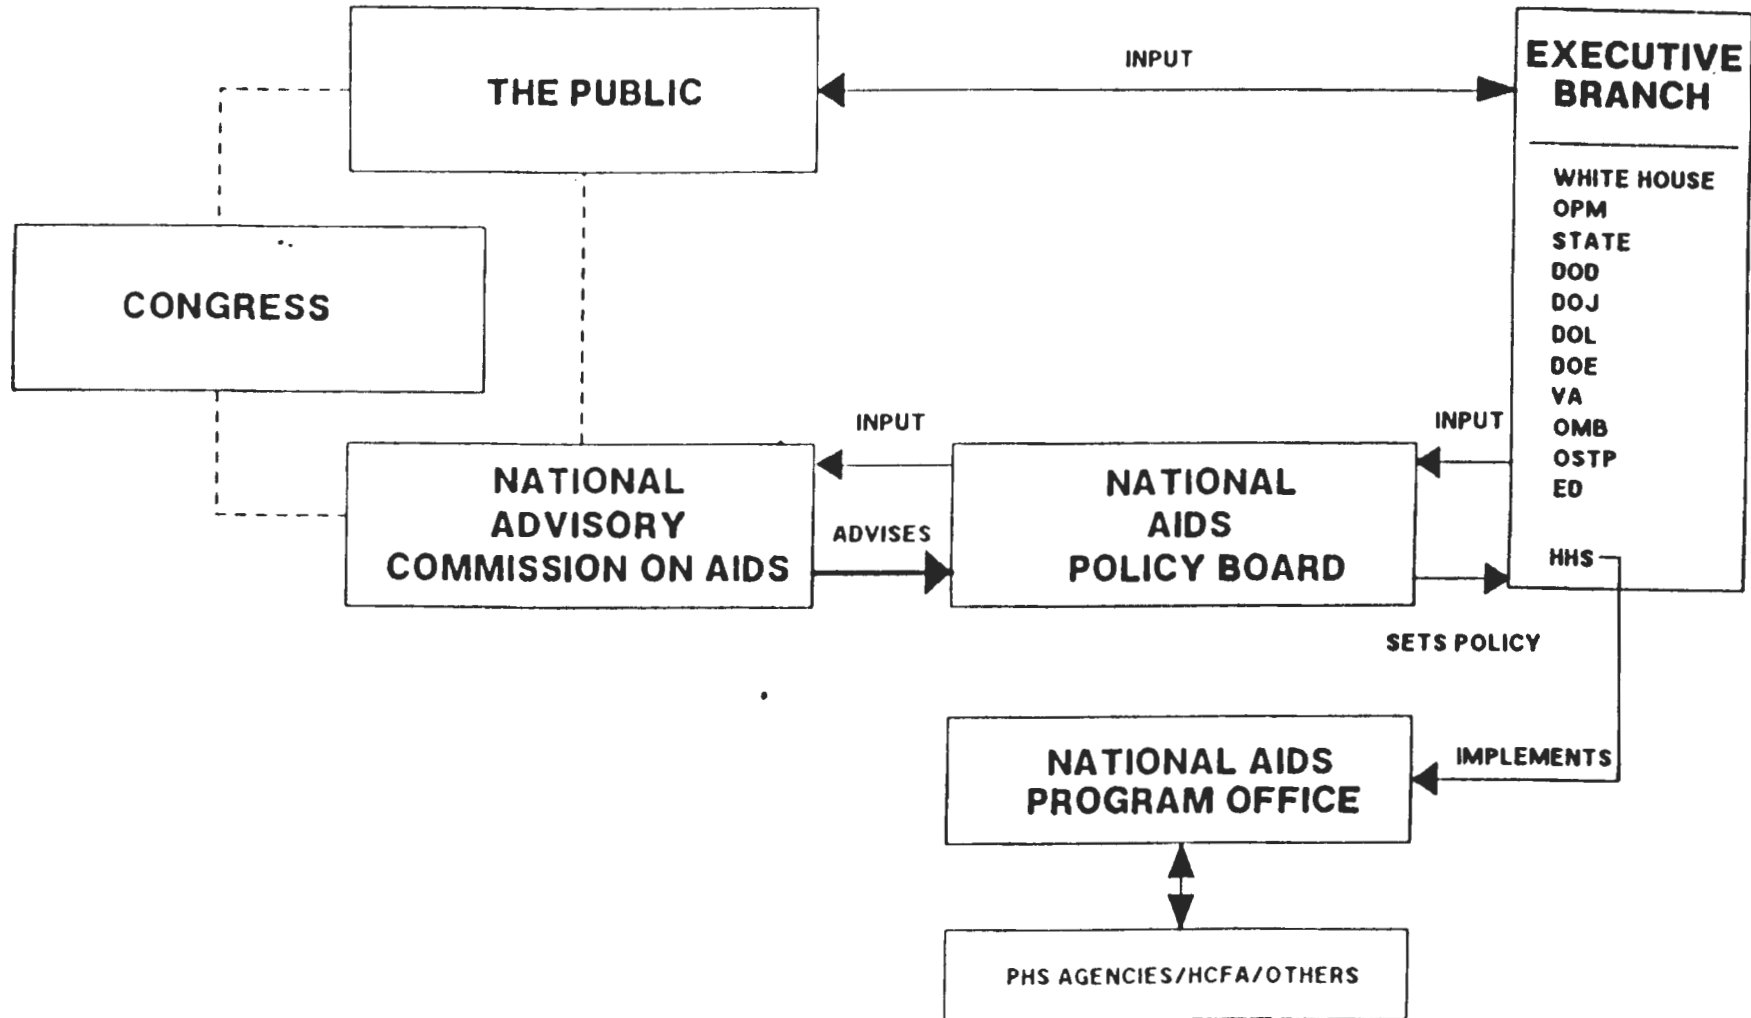 THE PUBLIC
INPUT
EXECUTIVE
BRANCH
WHITE HOUSE
OPM
STATE
DOD
DOJ
DOL
DOE
VA
OMB
OSTP
ED
HHS
CONGRESS
INPUT
INPUT
NATIONAL
ADVISORY
COMMISSION ON AIDS
ADVISES
NATIONAL
AIDS
POLICY BOARD
SETS POLICY
NATIONAL AIDS
PROGRAM OFFICE
IMPLEMENTS
PHS AGENCIES/HCFA/OTHERS